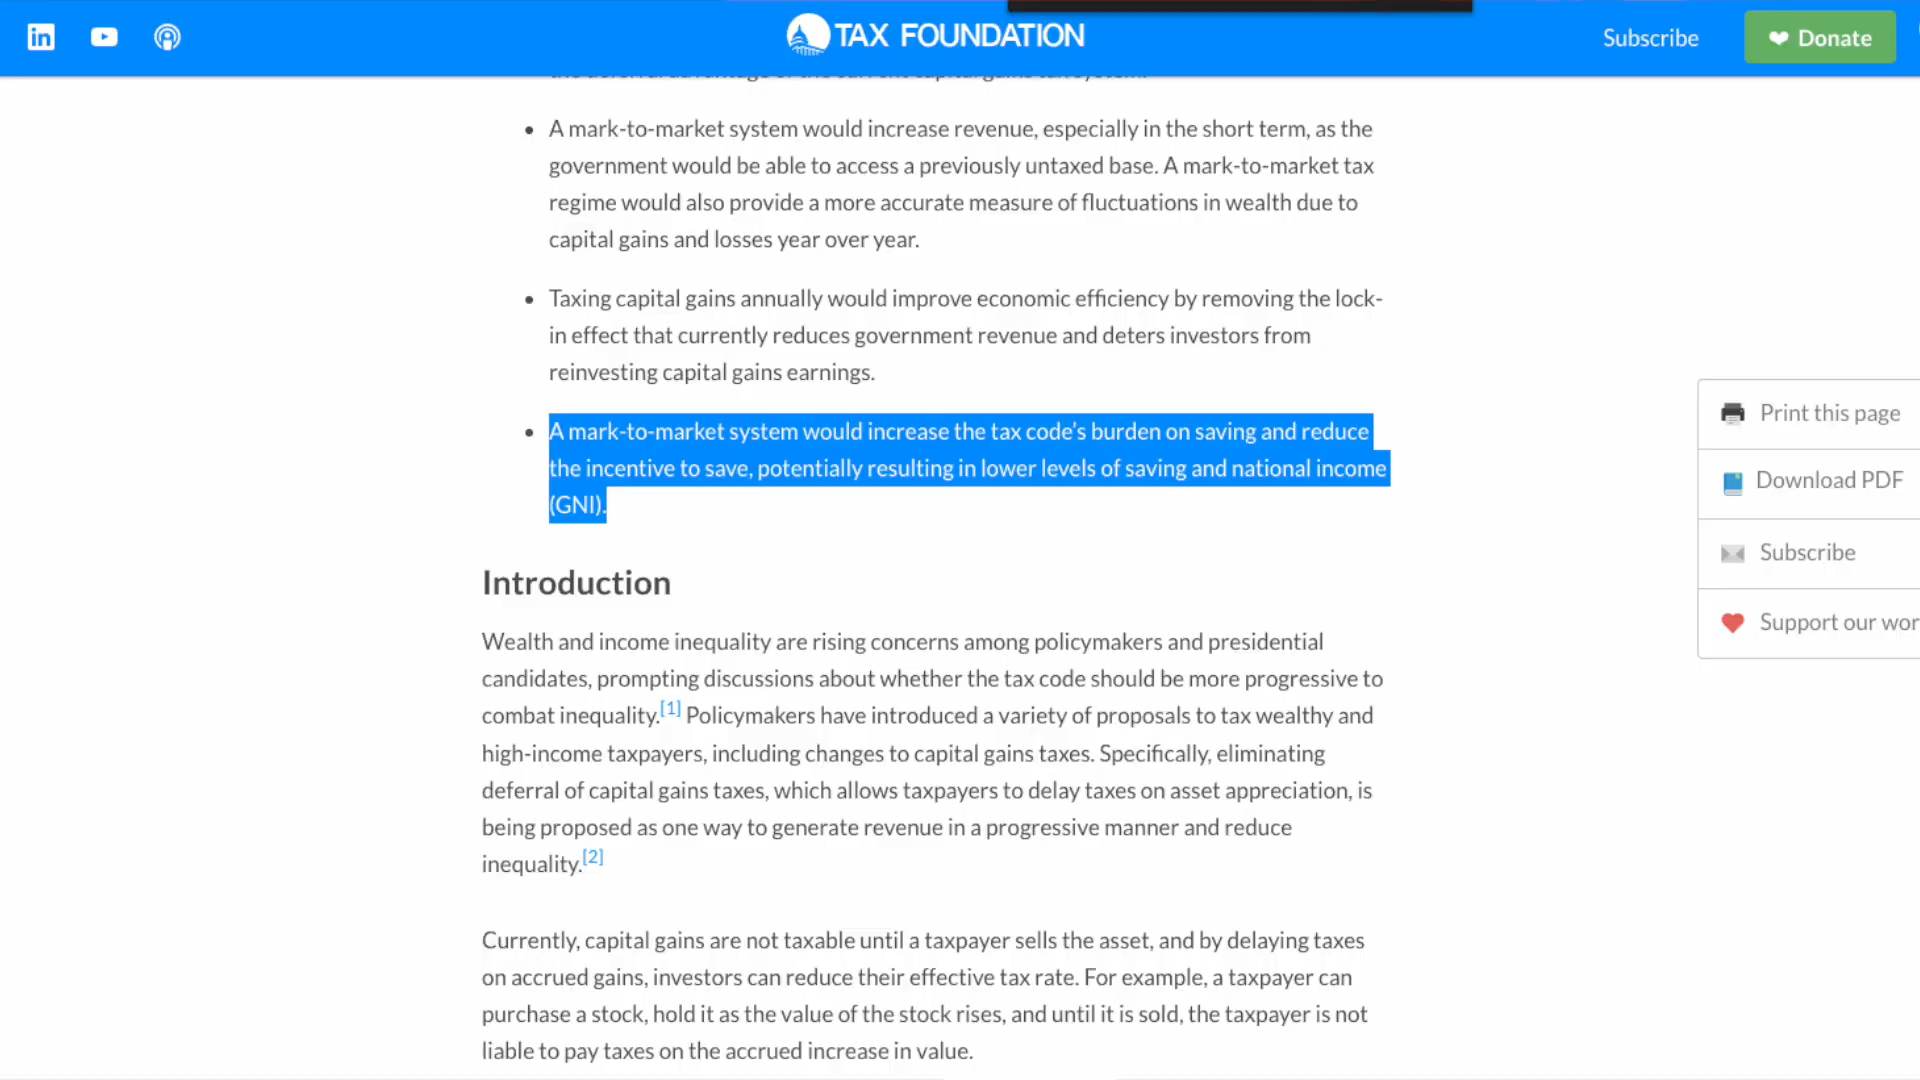 TAX FOUNDATION
Subscribe
Donate
the deferral advantage of the current capital gains tax system.
A mark-to-market system would increase revenue, especially in the short term, as the
government would be able to access a previously untaxed base. A mark-to-market tax
regime would also provide a more accurate measure of fluctuations in wealth due to
capital gains and losses year over year.
Taxing capital gains annually would improve economic efficiency by removing the lock-
in effect that currently reduces government revenue and deters investors from
reinvesting capital gains earnings.
A mark-to-market system would increase the tax code’s burden on saving and reduce
the incentive to save, potentially resulting in lower levels of saving and national income
(GNI).
Print this page
Download PDF
Subscribe
Support our wor
Introduction
Wealth and income inequality are rising concerns among policymakers and presidential
candidates, prompting discussions about whether the tax code should be more progressive to
combat inequality.[1] Policymakers have introduced a variety of proposals to tax wealthy and
high-income taxpayers, including changes to capital gains taxes. Specifically, eliminating
deferral of capital gains taxes, which allows taxpayers to delay taxes on asset appreciation, is
being proposed as one way to generate revenue in a progressive manner and reduce
inequality.[2]
Currently, capital gains are not taxable until a taxpayer sells the asset, and by delaying taxes
on accrued gains, investors can reduce their effective tax rate. For example, a taxpayer can
purchase a stock, hold it as the value of the stock rises, and until it is sold, the taxpayer is not
liable to pay taxes on the accrued increase in value.